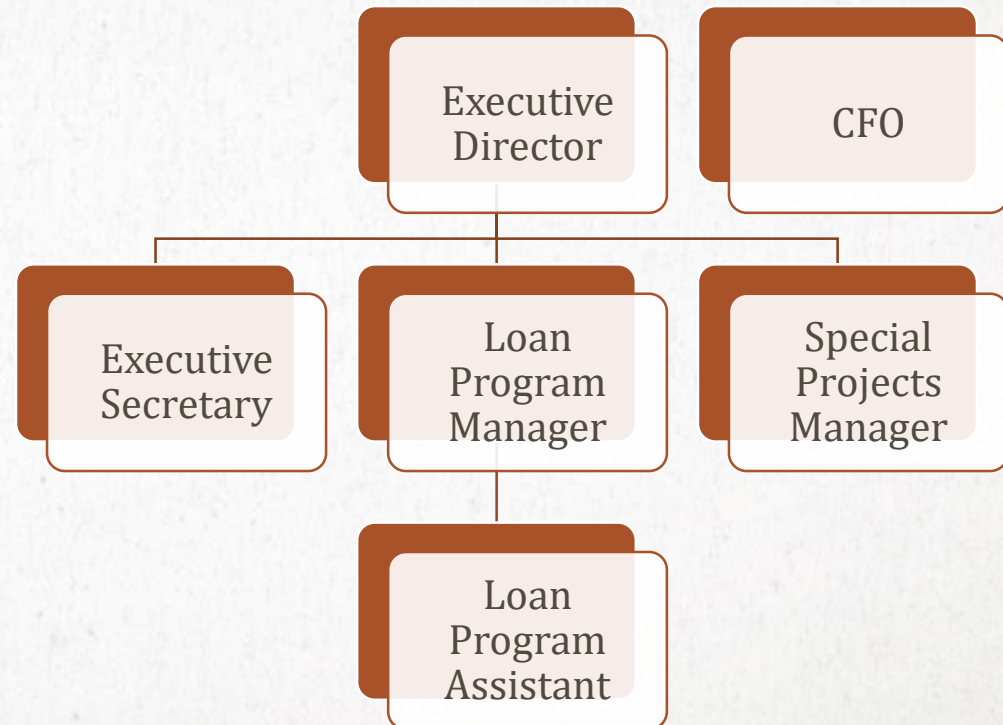 Executive
Director
CFO
Executive
Secretary
Loan
Program
Manager
Special
Projects
Manager
Loan
Program
Assistant